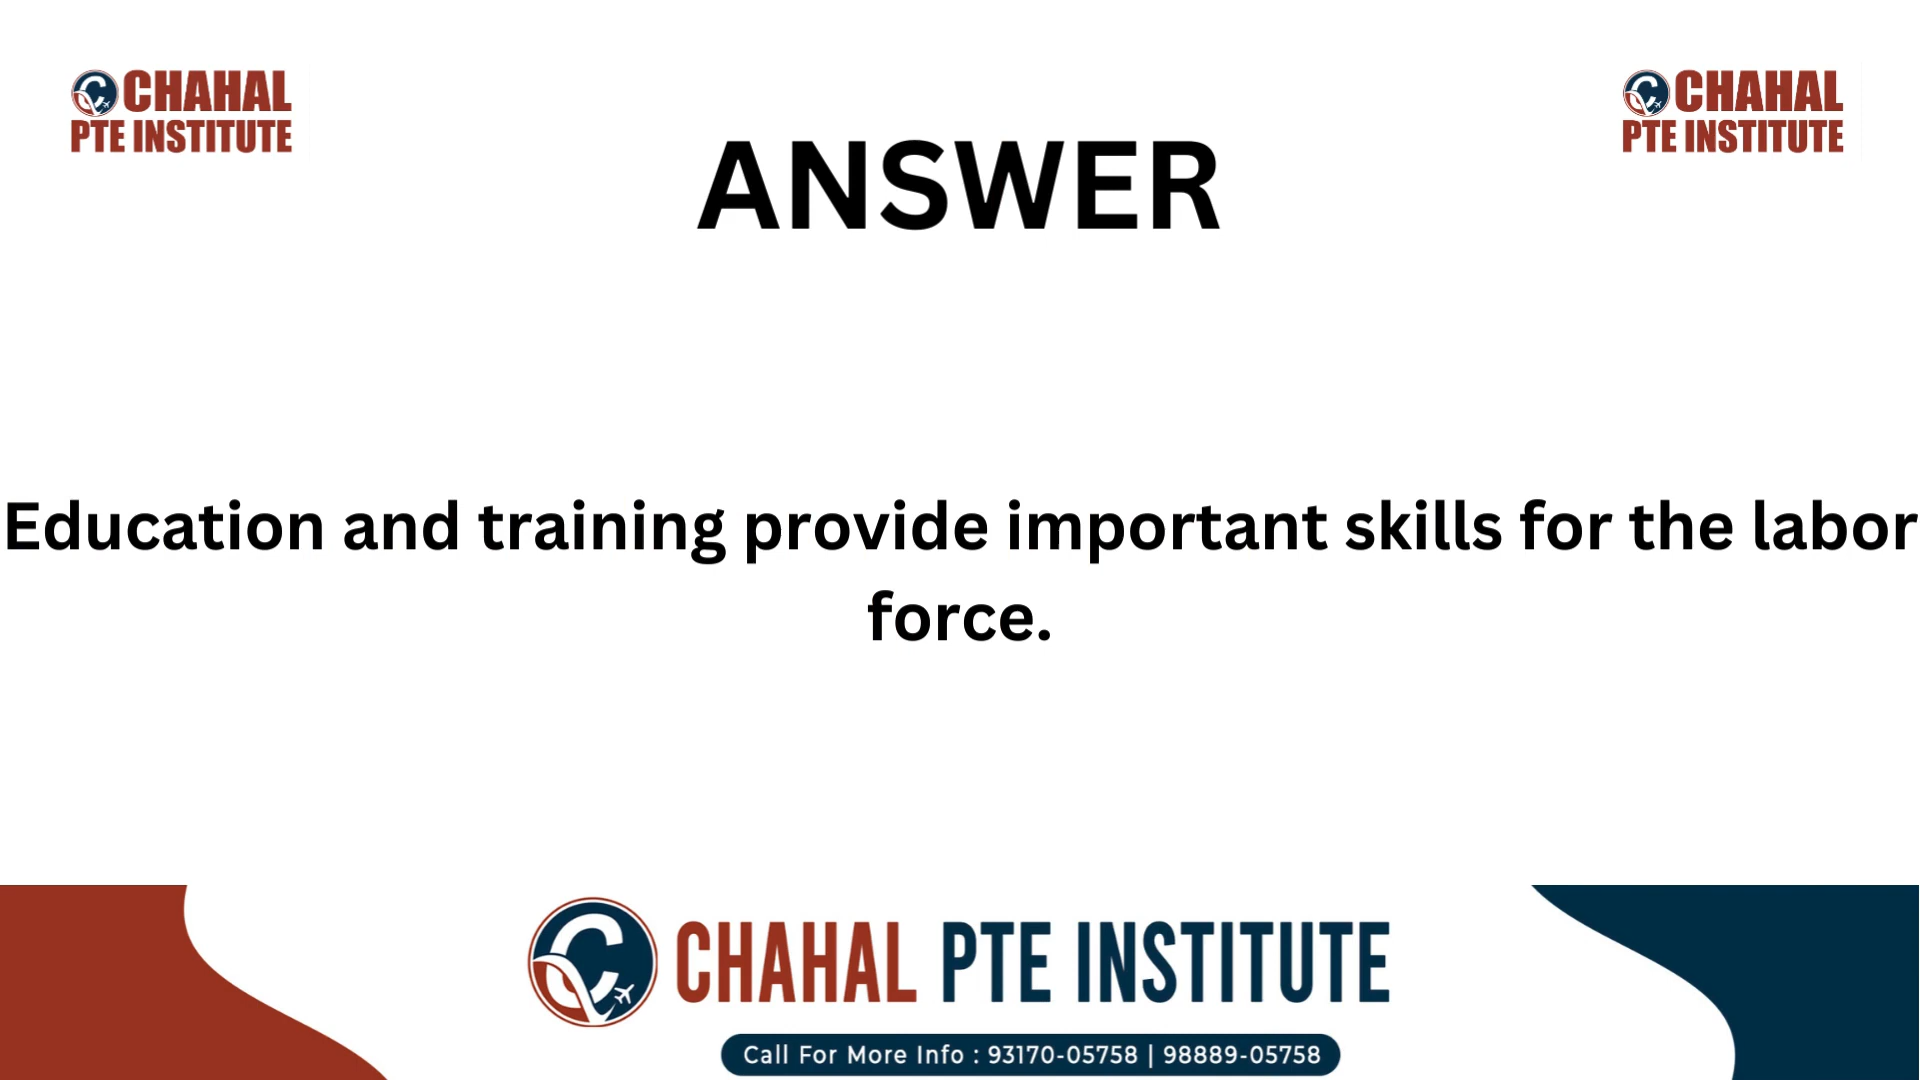 CHAHAL
PTE INSTITUTE
CHAHAL
PTE INSTITUTE
ANSWER
Education and training provide important skills for the labor
force.
CHAHAL PTE INSTITUTE
Call For More Info : 93170-05758 | 98889-05758